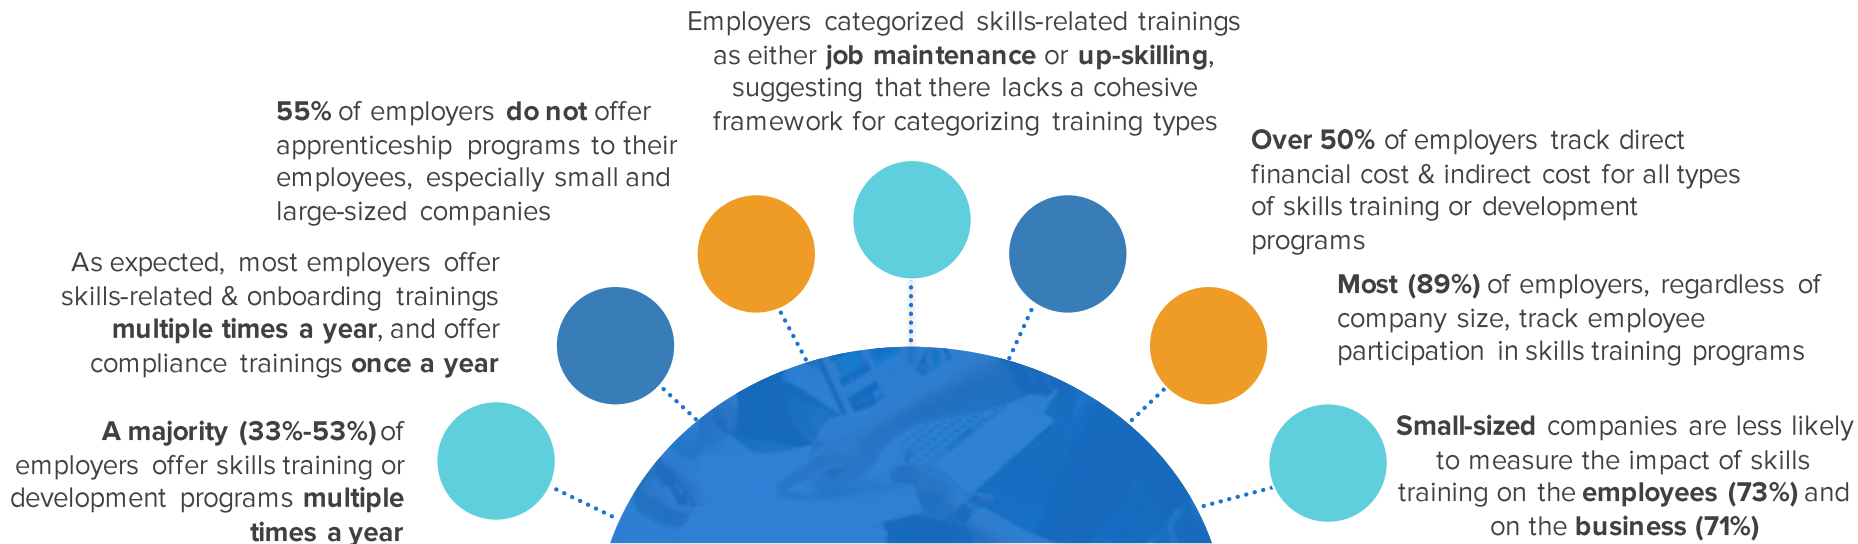 Employers categorized skills-related trainings
as either job maintenance or up-skilling,
suggesting that there lacks a cohesive
framework for categorizing training types
55% of employers do not offer
apprenticeship programs to their
employees, especially small and
large-sized companies
Over 50% of employers track direct
financial cost & indirect cost for all types
of skills training or development
programs
As expected, most employers offer
skills-related & onboarding trainings
multiple times a year, and offer
compliance trainings once a year
Most (89%) of employers, regardless of
company size, track employee
participation in skills training programs
A majority (33%-53%) of
employers offer skills training or
development programs multiple
times a year
Small-sized companies are less likely
to measure the impact of skills
training on the employees (73%) and
on the business (71%)